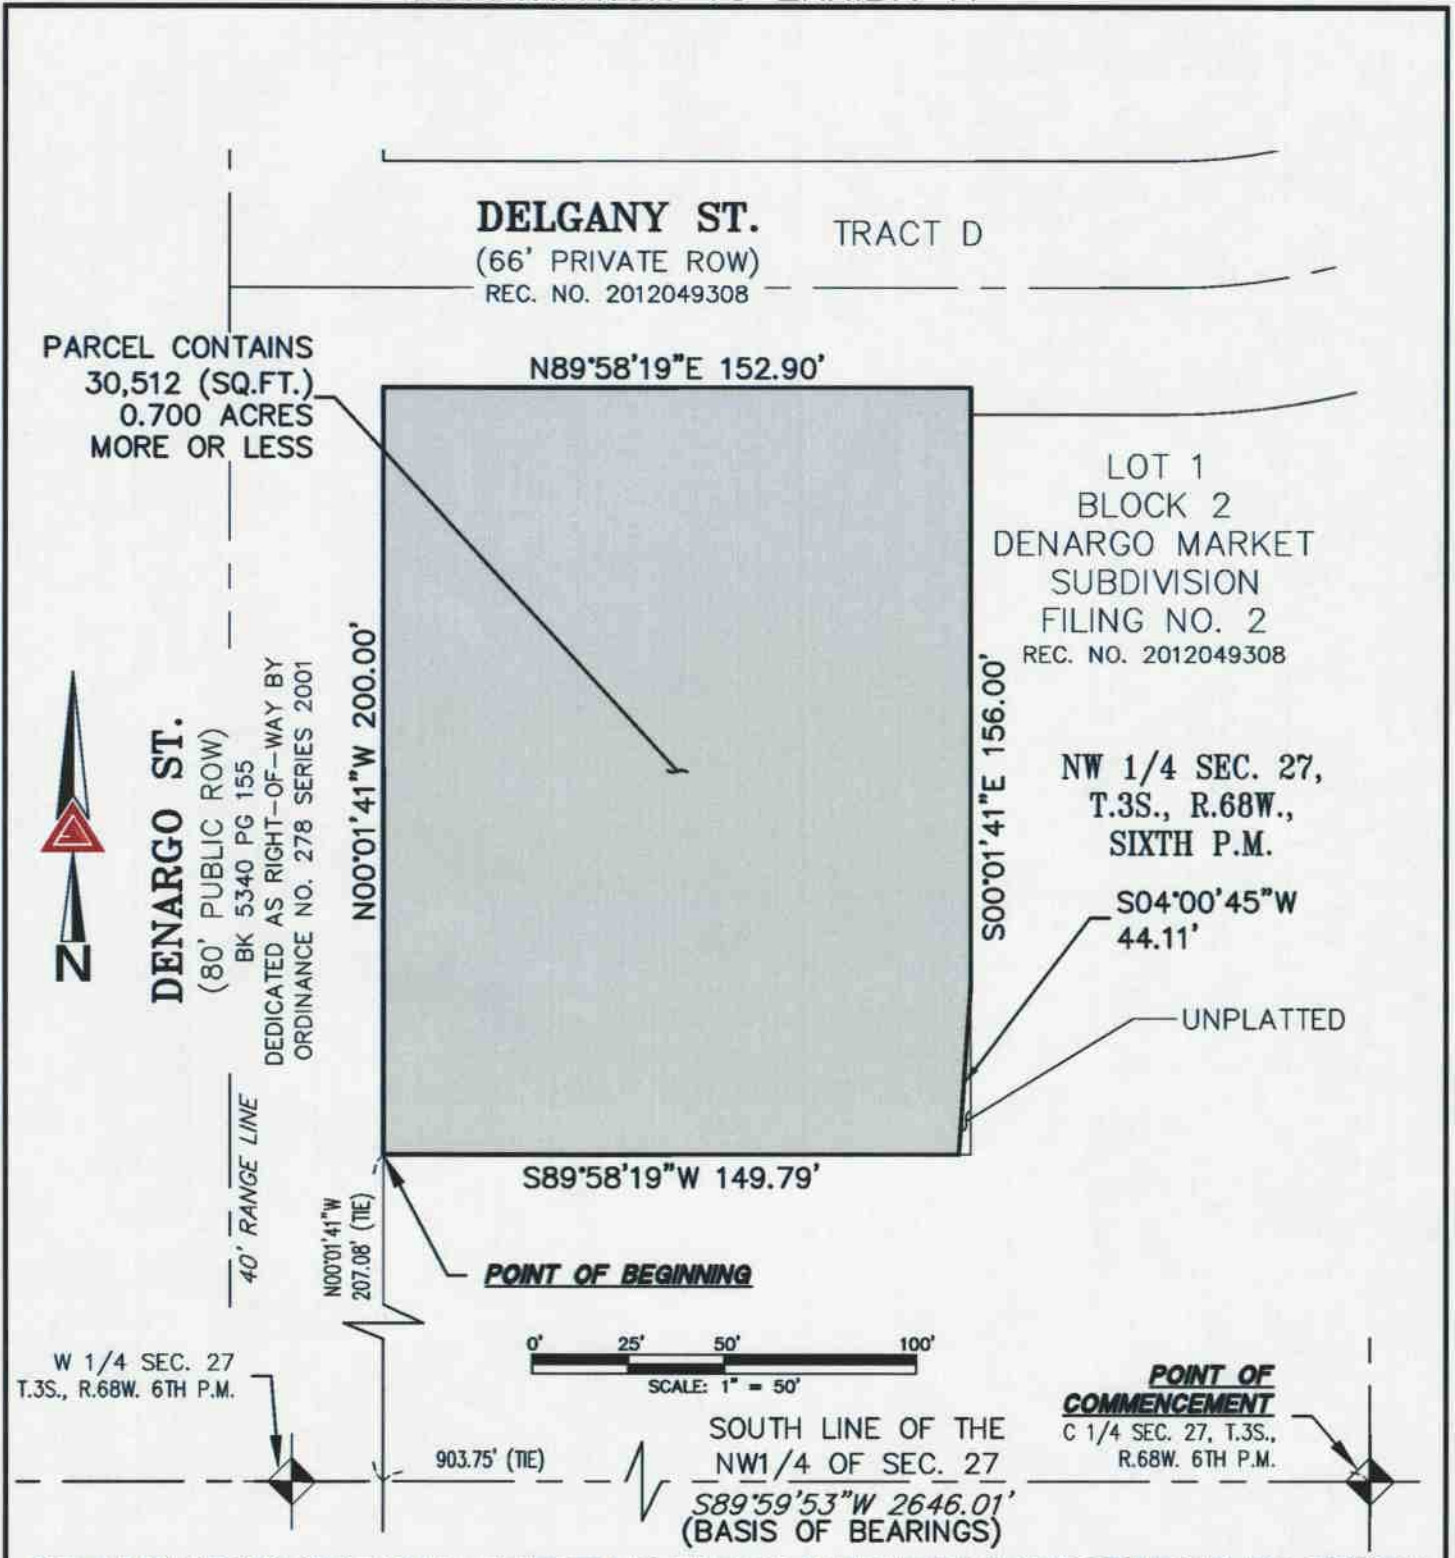 DELGANY ST.
(66' PRIVATE ROW)
REC. NO. 2012049308
TRACT D
PARCEL CONTAINS
30,512 (SQ.FT.)
0.700 ACRES
MORE OR LESS
N89°58'19"E 152.90'
LOT 1
BLOCK 2
DENARGO MARKET
SUBDIVISION
FILING NO. 2
REC. NO. 2012049308
N00°01'41"W 200.00'
S00°01'41"E 156.00'
NW 1/4 SEC. 27,
T.3S., R.68W.,
SIXTH P.M.
S04°00'45"W
44.11'
UNPLATTED
DENARGO ST.
(80' PUBLIC ROW)
BK 5340 PG 155
DEDICATED AS RIGHT-OF-WAY BY
ORDINANCE NO. 278 SERIES 2001
N
40' RANGE LINE
S89°58'19"W 149.79'
N00°01'41"W
207.08' (TIE)
POINT OF BEGINNING
0' 25' 50' 100'
SCALE: 1" = 50'
W 1/4 SEC. 27
T.3S., R.68W. 6TH P.M.
POINT OF
COMMENCEMENT
C 1/4 SEC. 27, T.3S.,
R.68W. 6TH P.M.
903.75' (TIE)
SOUTH LINE OF THE
NW1/4 OF SEC. 27
S89°59'53"W 2646.01'
(BASIS OF BEARINGS)